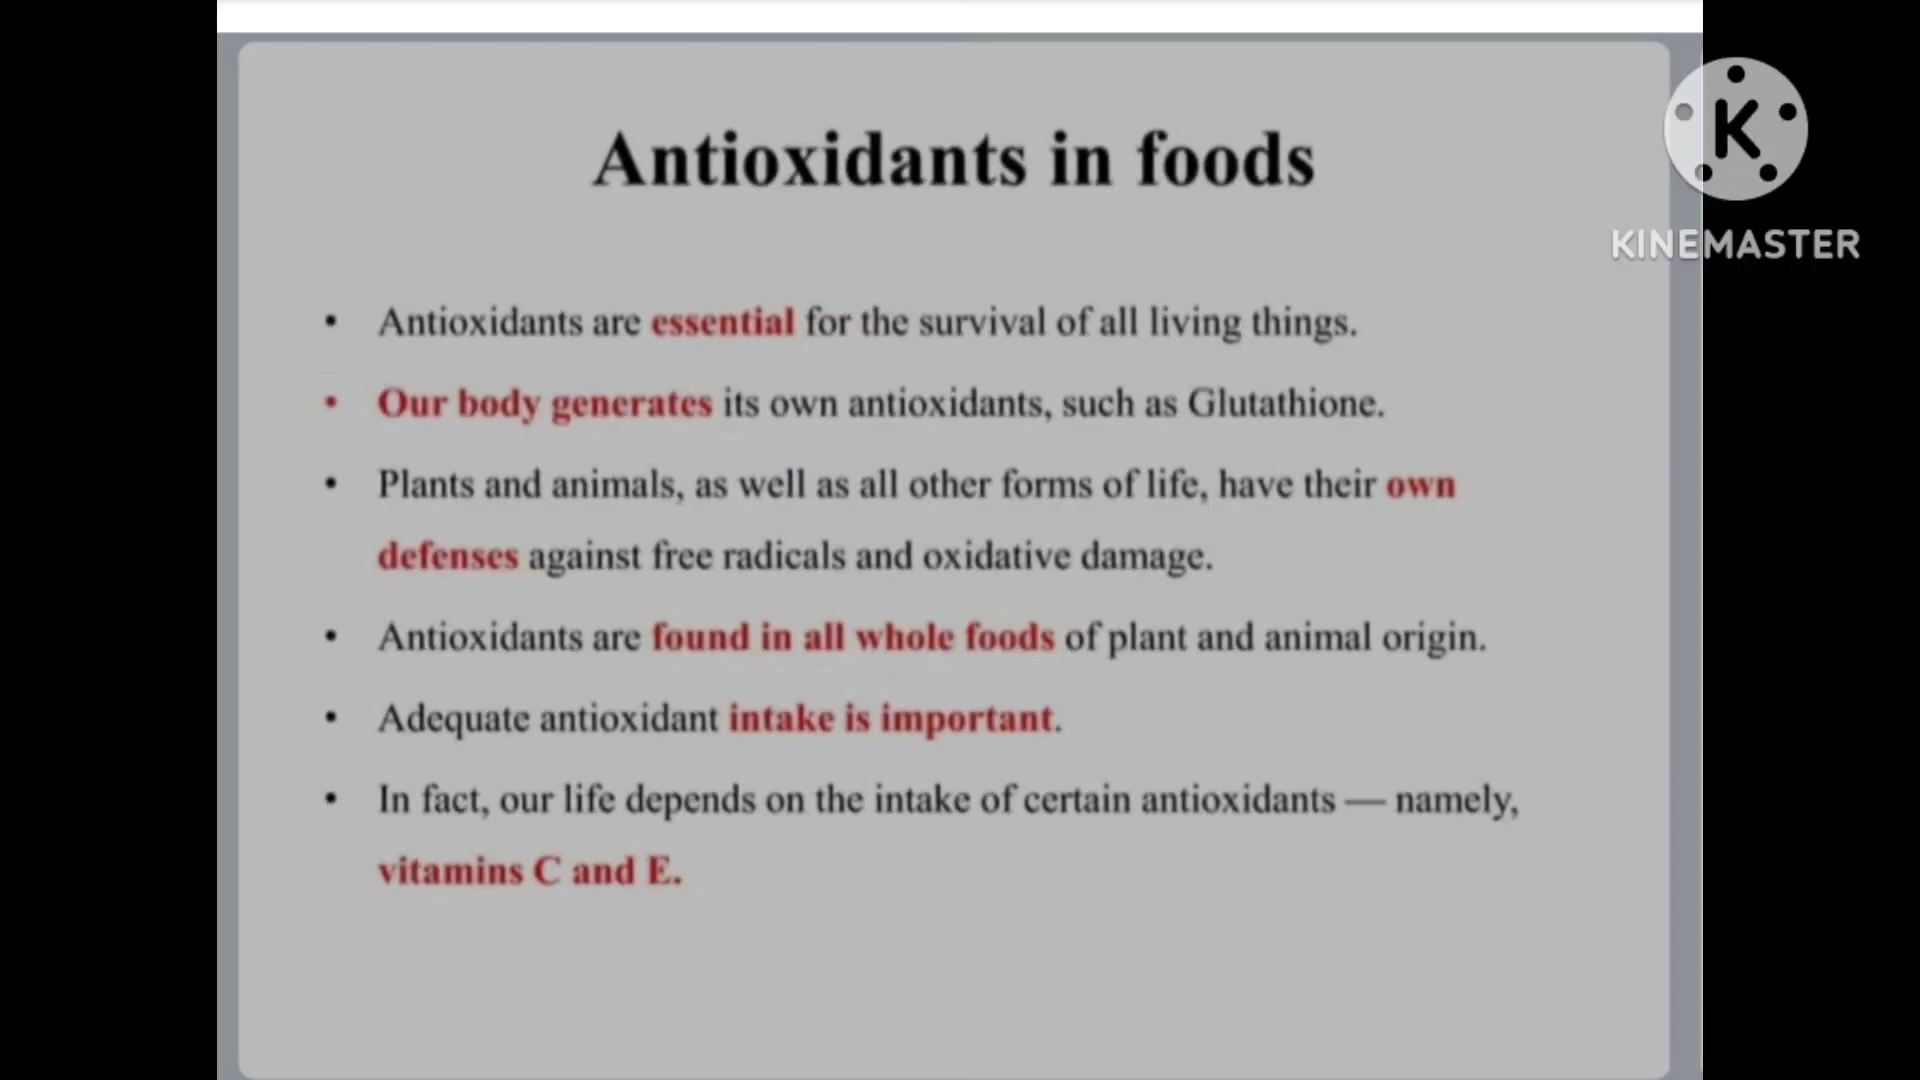 Antioxidants in foods
K
KINEMASTER
• Antioxidants are essential for the survival of all living things.
• Our body generates its own antioxidants, such as Glutathione.
• Plants and animals, as well as all other forms of life, have their own
defenses against free radicals and oxidative damage.
• Antioxidants are found in all whole foods of plant and animal origin.
• Adequate antioxidant intake is important.
• In fact, our life depends on the intake of certain antioxidants — namely,
vitamins C and E.